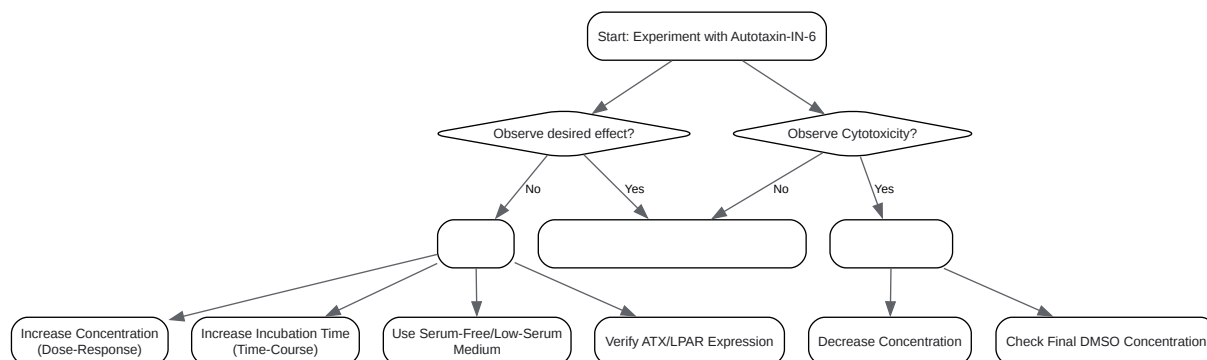 Start: Experiment with Autotaxin-IN-6
Observe desired effect?
Observe Cytotoxicity?
No
Yes
No
Yes
Increase Concentration
(Dose-Response)
Increase Incubation Time
(Time-Course)
Use Serum-Free/Low-Serum
Medium
Verify ATX/LPAR Expression
Decrease Concentration
Check Final DMSO Concentration